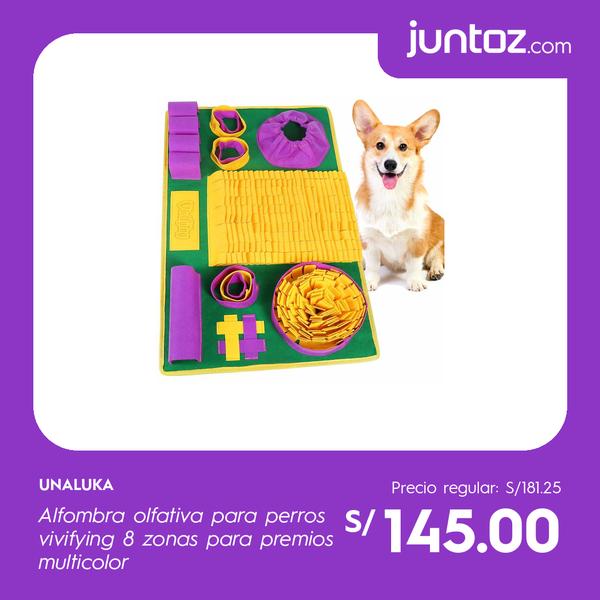 juntoz.com
UNALUKA
Alfombra olfativa para perros
vivifying 8 zonas para premios
multicolor
Precio regular: S/181.25
S/145.00